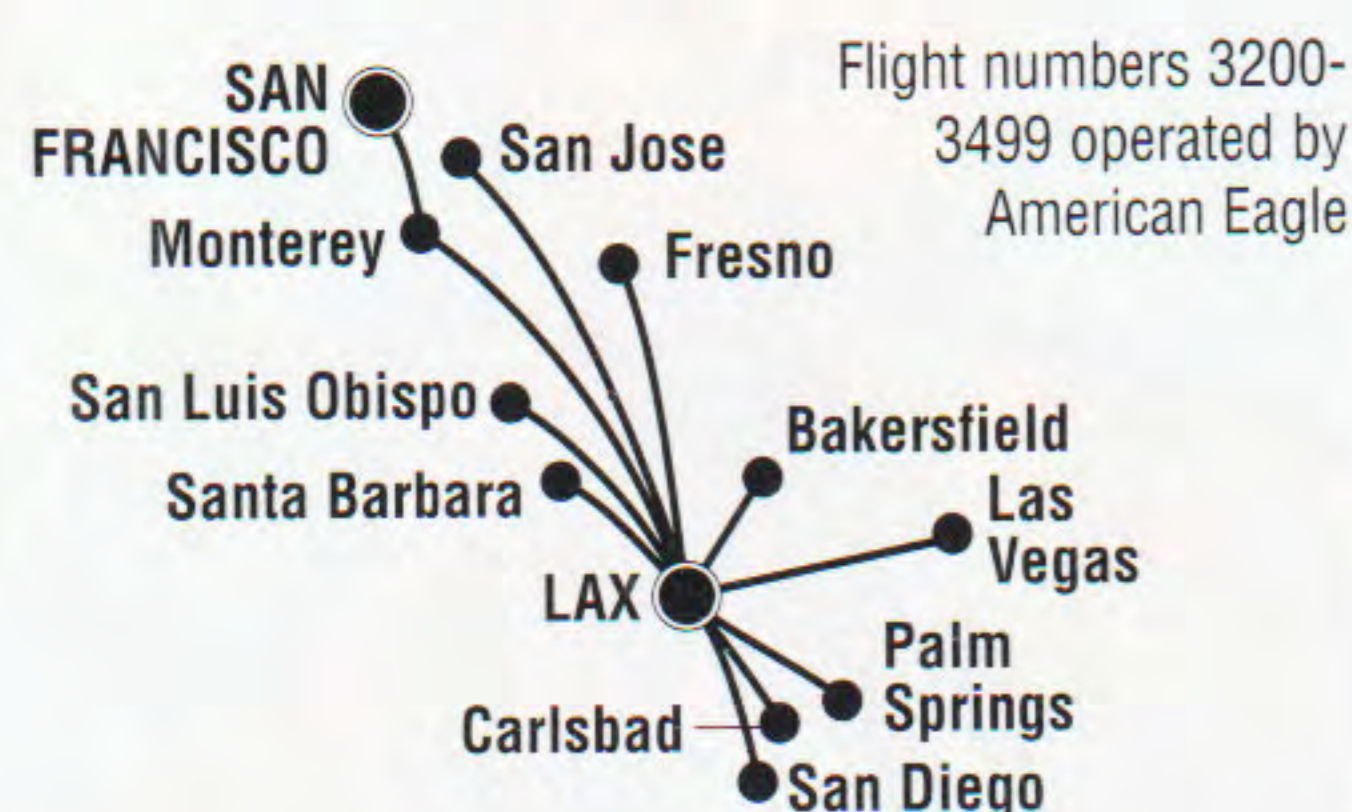 SAN
FRANCISCO
Flight numbers 3200-
3499 operated by
American Eagle
San Jose
Monterey
Fresno
San Luis Obispo
Bakersfield
Santa Barbara
Las
Vegas
LAX
Palm
Springs
Carlsbad
San Diego